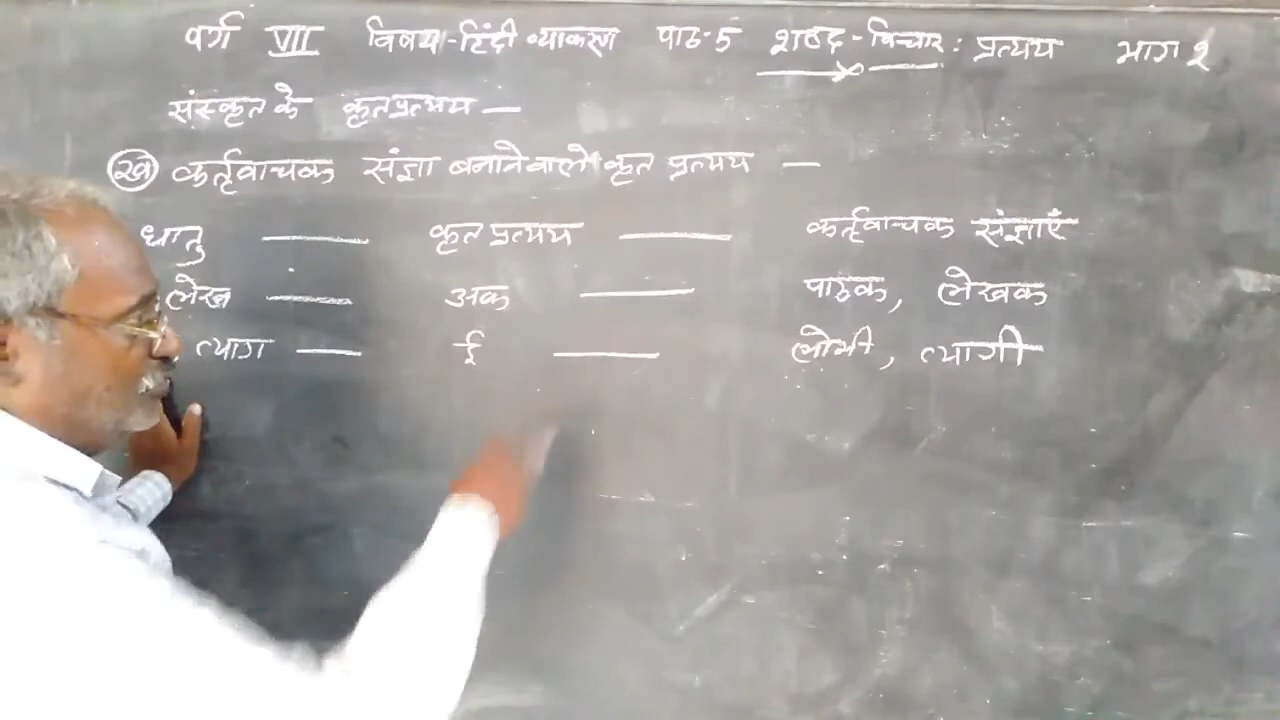 वर्ग VII विषय-हिंदी व्याकरण पाठ-5 शब्द-विचार: प्रत्यय भाग २
संस्कृत के कृत प्रत्यय —
(ख) कर्तृवाचक संज्ञा बनाने वाले कृत प्रत्यय —
धातु — कृत प्रत्यय — कर्तृवाचक संज्ञाएँ
लेख — अक — पाठक, लेखक
त्याग — ई — लोभी, त्यागी